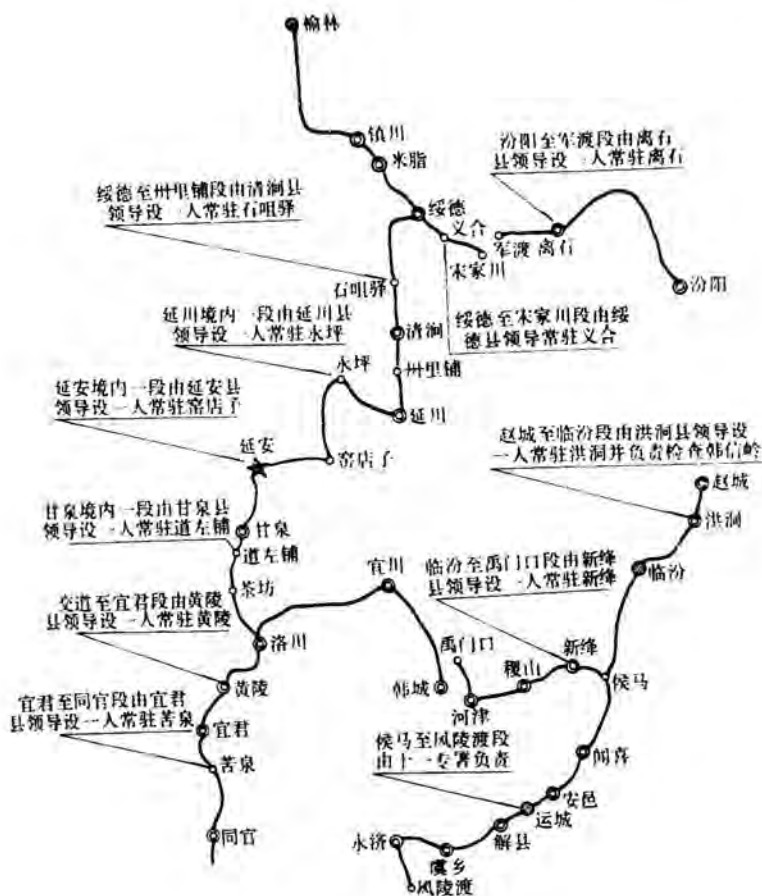 榆林
镇川
米脂
汾阳至军渡段由离石
县领导设一人常驻离石
绥德至卅里铺段由清涧县
领导设一人常驻石咀驿
绥德
义合
军渡
离石
宋家川
汾阳
石咀驿
延川境内一段由延川县
领导设一人常驻永坪
清涧
绥德至宋家川段由绥
德县领导常驻义合
永坪
卅里铺
延安境内一段由延安县
领导设一人常驻窑店子
延川
延安
窑店子
赵城至临汾段由洪洞县领导设
一人常驻洪洞并负责检查韩信岭
赵城
甘泉境内一段由甘泉县
领导设一人常驻道左铺
甘泉
洪洞
道左铺
宜川
临汾至禹门口段由新绛
县领导设一人常驻新绛
临汾
茶坊
交道至宜君段由黄陵
县领导设一人常驻黄陵
洛川
禹门口
新绛
稷山
黄陵
韩城
侯马
河津
宜君至同官段由宜君
县领导设一人常驻苦泉
宜君
侯马至风陵渡段
由十一专署负责
闻喜
苦泉
安邑
运城
同官
永济
解县
虞乡
风陵渡